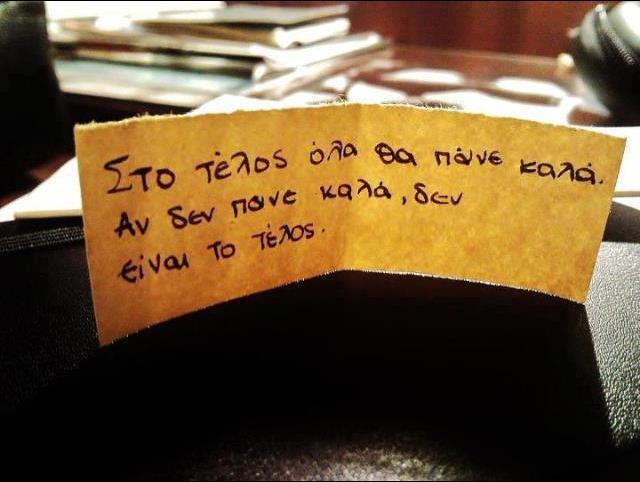 Στο τέλος όλα θα πάνε καλά.
Αν δεν πανε καλά, δεν
είναι το τέλος.